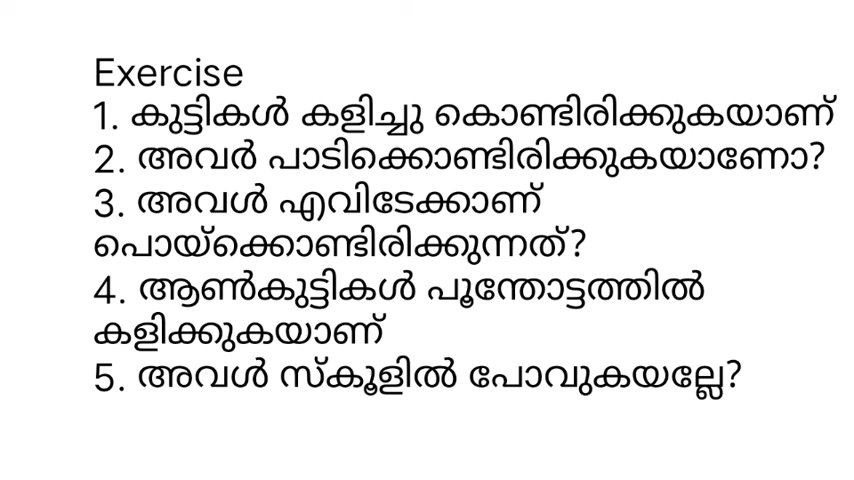 Exercise
1. കുട്ടികൾ കളിച്ചു കൊണ്ടിരിക്കുകയാണ്
2. അവർ പാടിക്കൊണ്ടിരിക്കുകയാണോ?
3. അവൾ എവിടേക്കാണ്
പൊയ്ക്കൊണ്ടിരിക്കുന്നത്?
4. ആൺകുട്ടികൾ പൂന്തോട്ടത്തിൽ
കളിക്കുകയാണ്
5. അവൾ സ്കൂളിൽ പോവുകയല്ലേ?